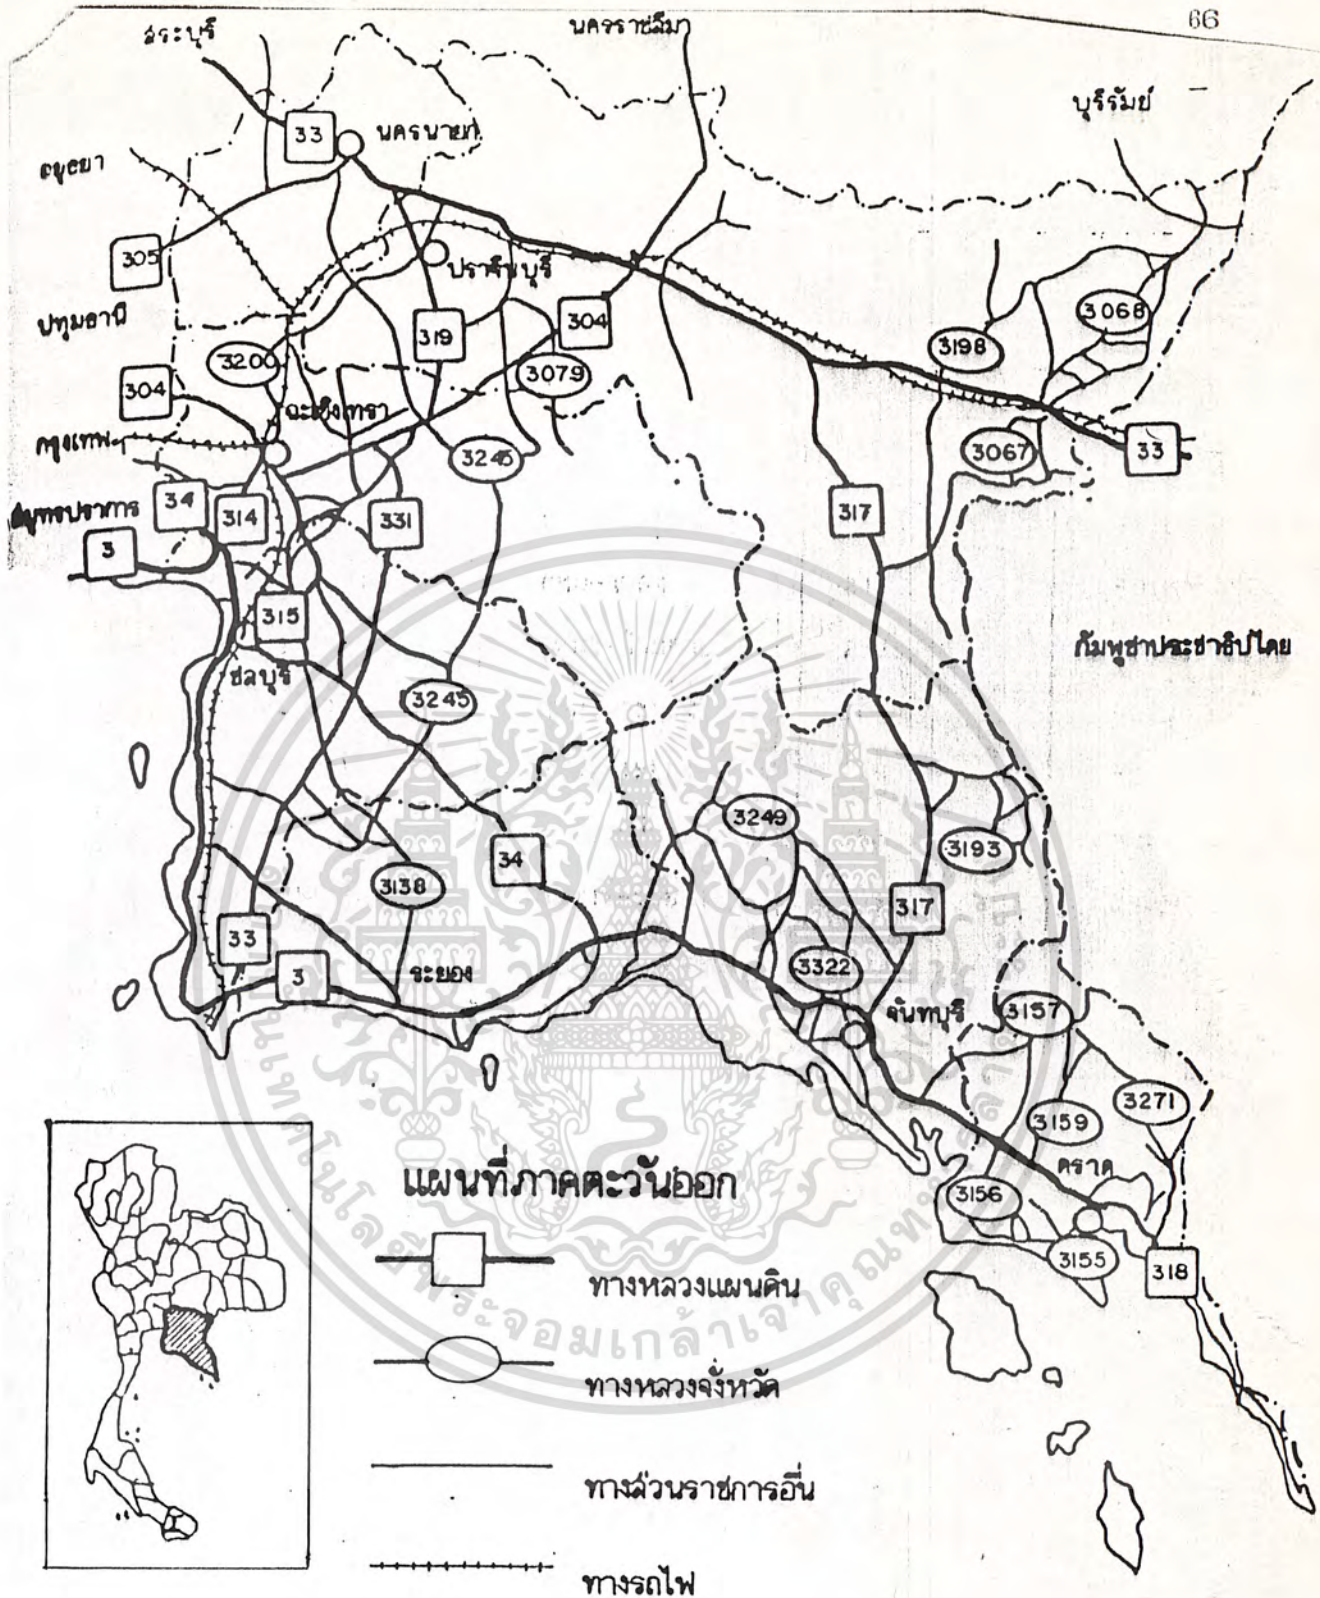 66
สระบุรี
นครราชสีมา
บุรีรัมย์
33
นครนายก
อยุธยา
305
ปราจีนบุรี
ปทุมธานี
319
304
3068
3200
3198
3079
304
ฉะเชิงเทรา
กรุงเทพฯ
3245
3067
33
34
314
331
317
สมุทรปราการ
3
315
กัมพูชาประชาธิปไตย
ชลบุรี
3245
3249
34
3193
3138
317
33
3
ระยอง
3322
จันทบุรี
3157
3271
3159
ตราด
3156
3155
318
แผนที่ภาคตะวันออก
ทางหลวงแผ่นดิน
ทางหลวงจังหวัด
ทางส่วนราชการอื่น
ทางรถไฟ